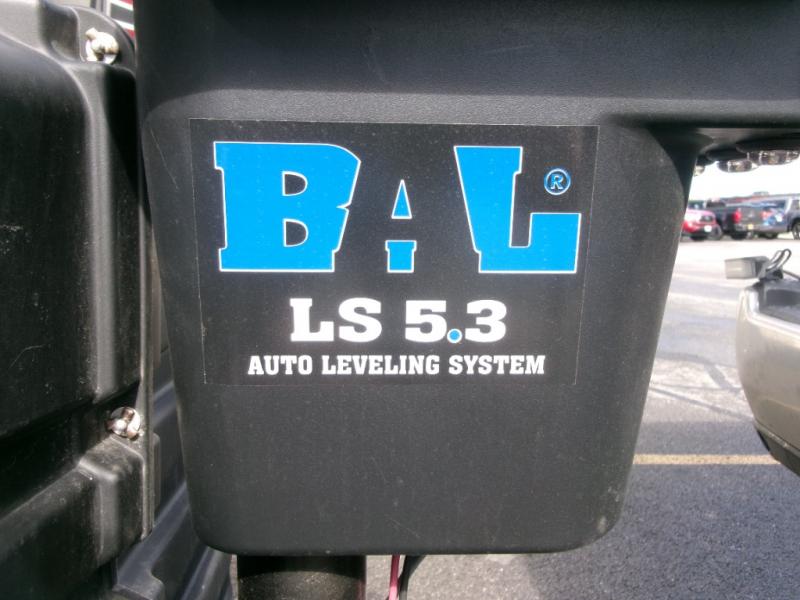 BAL®
LS 5.3
AUTO LEVELING SYSTEM